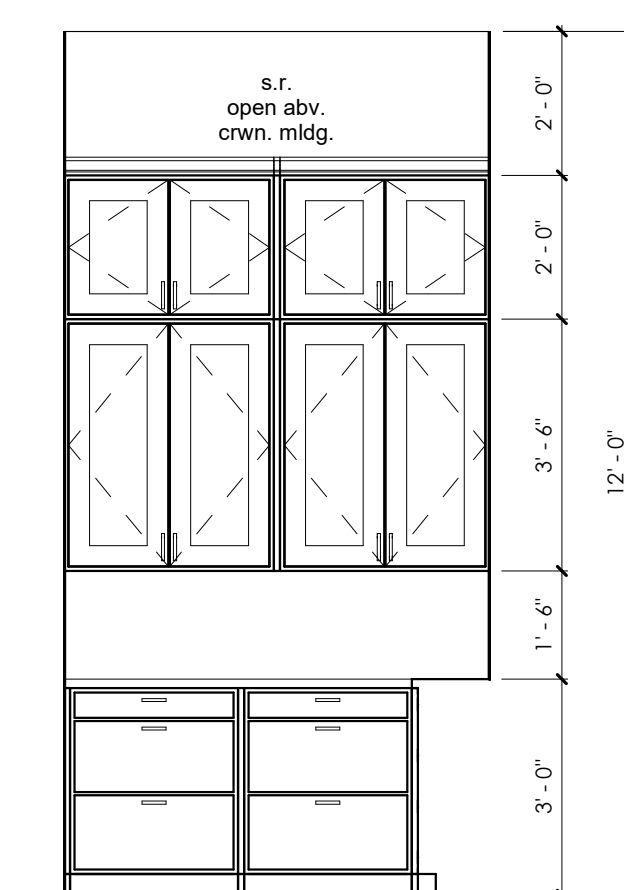 s.r.
open abv.
crwn. mldg.
2' - 0"
2' - 0"
3' - 6"
12' - 0"
1' - 6"
3' - 0"